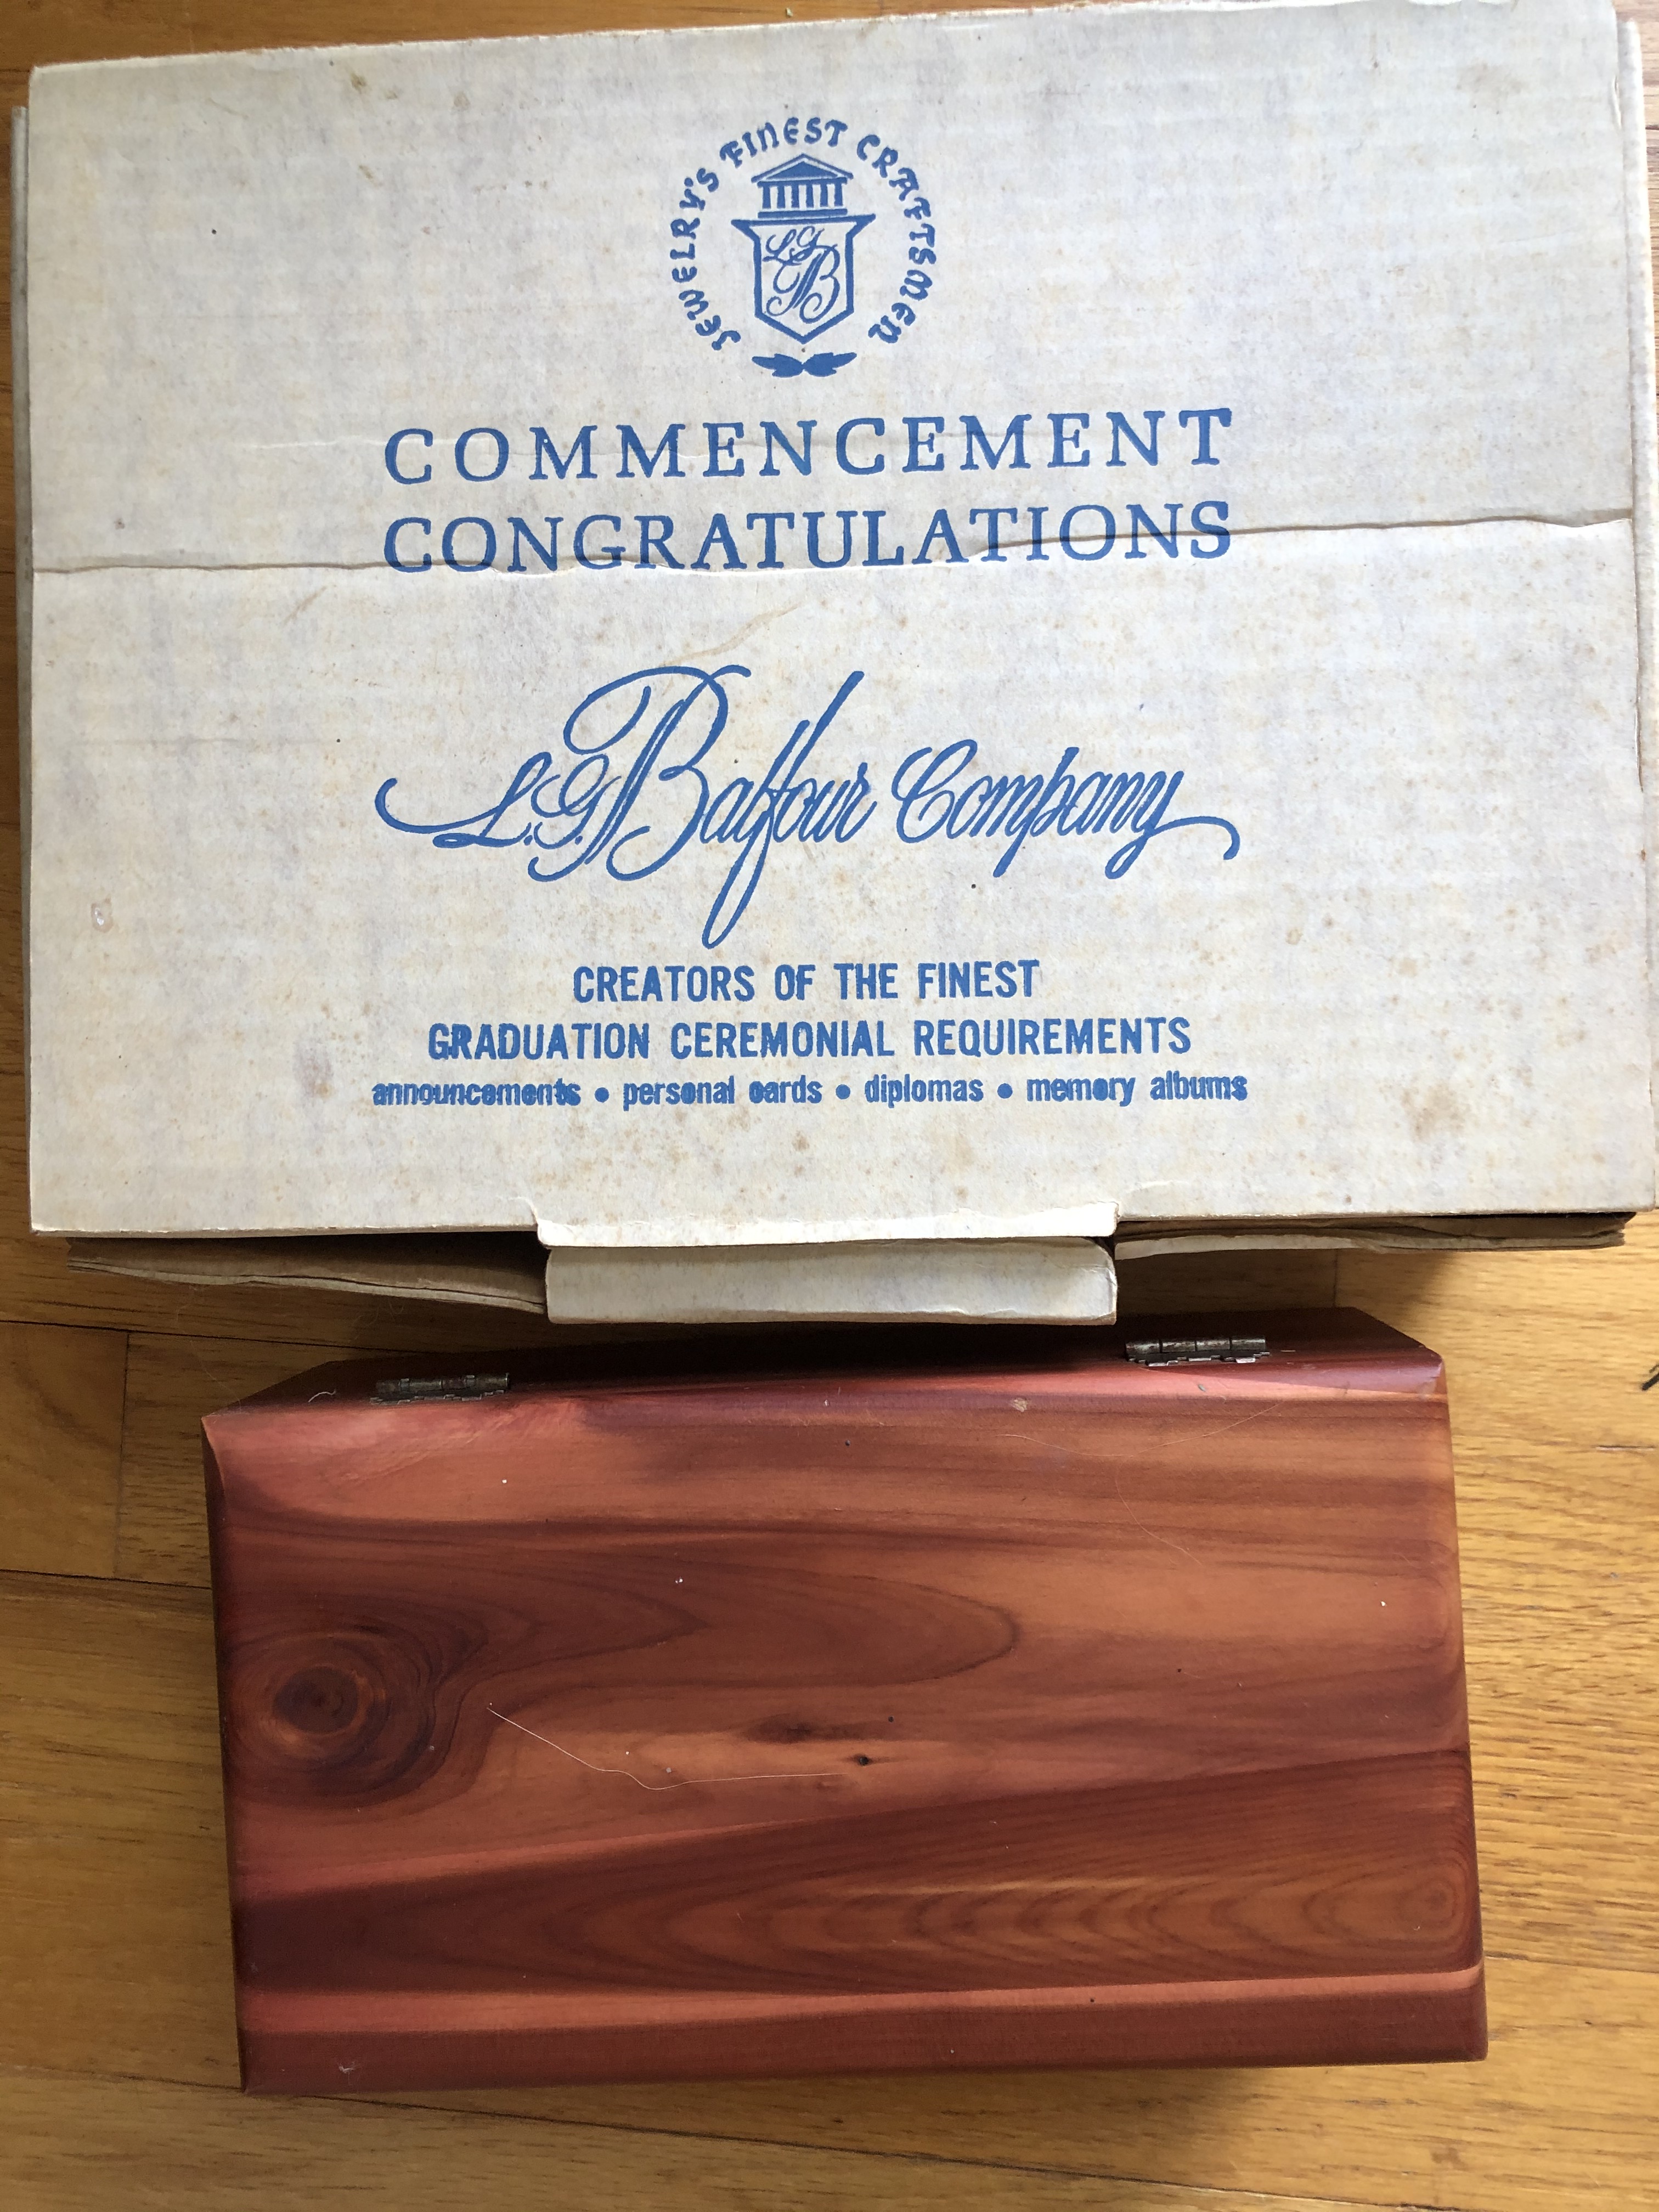 JEWELRY'S FINEST CRAFTSMEN
LGB
COMMENCEMENT
CONGRATULATIONS
L.G. Balfour Company
CREATORS OF THE FINEST
GRADUATION CEREMONIAL REQUIREMENTS
announcements • personal cards • diplomas • memory albums